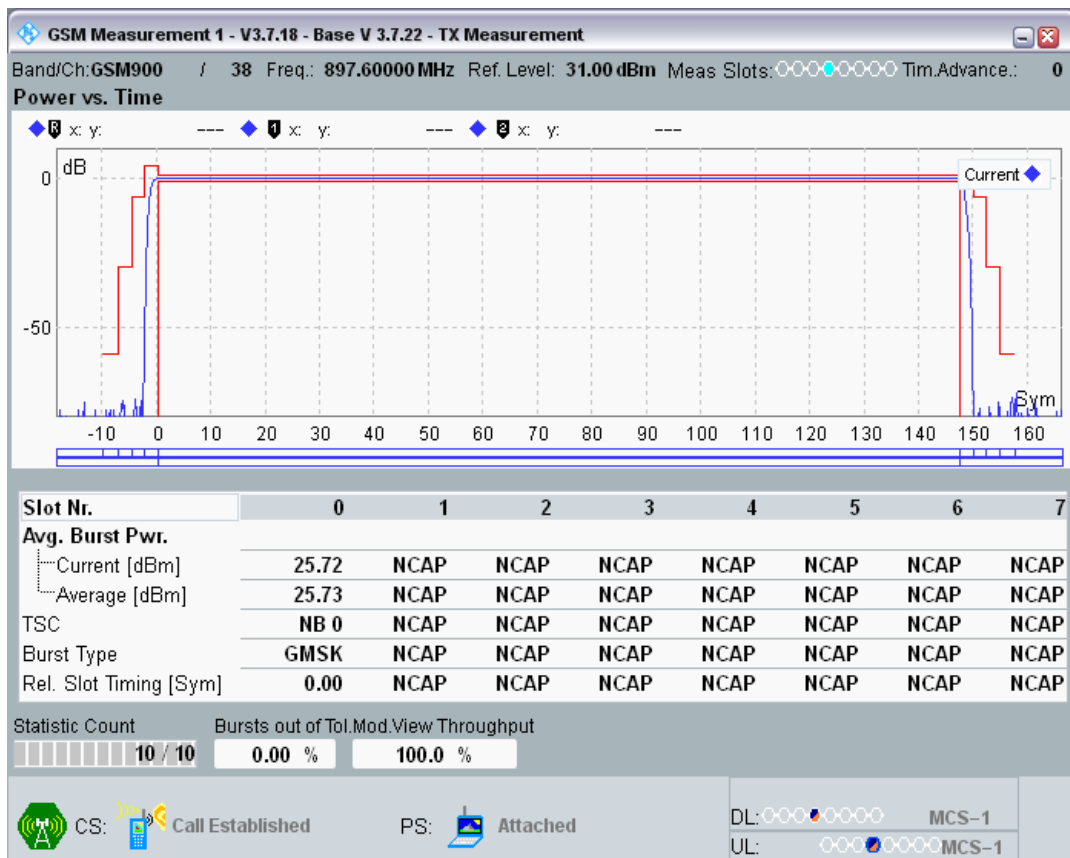 GSM Measurement 1 - V3.7.18 - Base V 3.7.22 - TX Measurement
Band/Ch:GSM900 / 38 Freq.: 897.60000 MHz Ref. Level: 31.00 dBm Meas Slots: Tim.Advance.: 0
Power vs. Time
R x: y: --- 1 x: y: --- 2 x: y: ---
dB
Current
0
-50
Sym
-10 0 10 20 30 40 50 60 70 80 90 100 110 120 130 140 150 160
Slot Nr. 0 1 2 3 4 5 6 7
Avg. Burst Pwr.
Current [dBm] 25.72 NCAP NCAP NCAP NCAP NCAP NCAP NCAP
Average [dBm] 25.73 NCAP NCAP NCAP NCAP NCAP NCAP NCAP
TSC NB 0 NCAP NCAP NCAP NCAP NCAP NCAP NCAP
Burst Type GMSK NCAP NCAP NCAP NCAP NCAP NCAP NCAP
Rel. Slot Timing [Sym] 0.00 NCAP NCAP NCAP NCAP NCAP NCAP NCAP
Statistic Count Bursts out of Tol.Mod.View Throughput
10 / 10 0.00 % 100.0 %
CS: Call Established PS: Attached
DL: MCS-1
UL: MCS-1